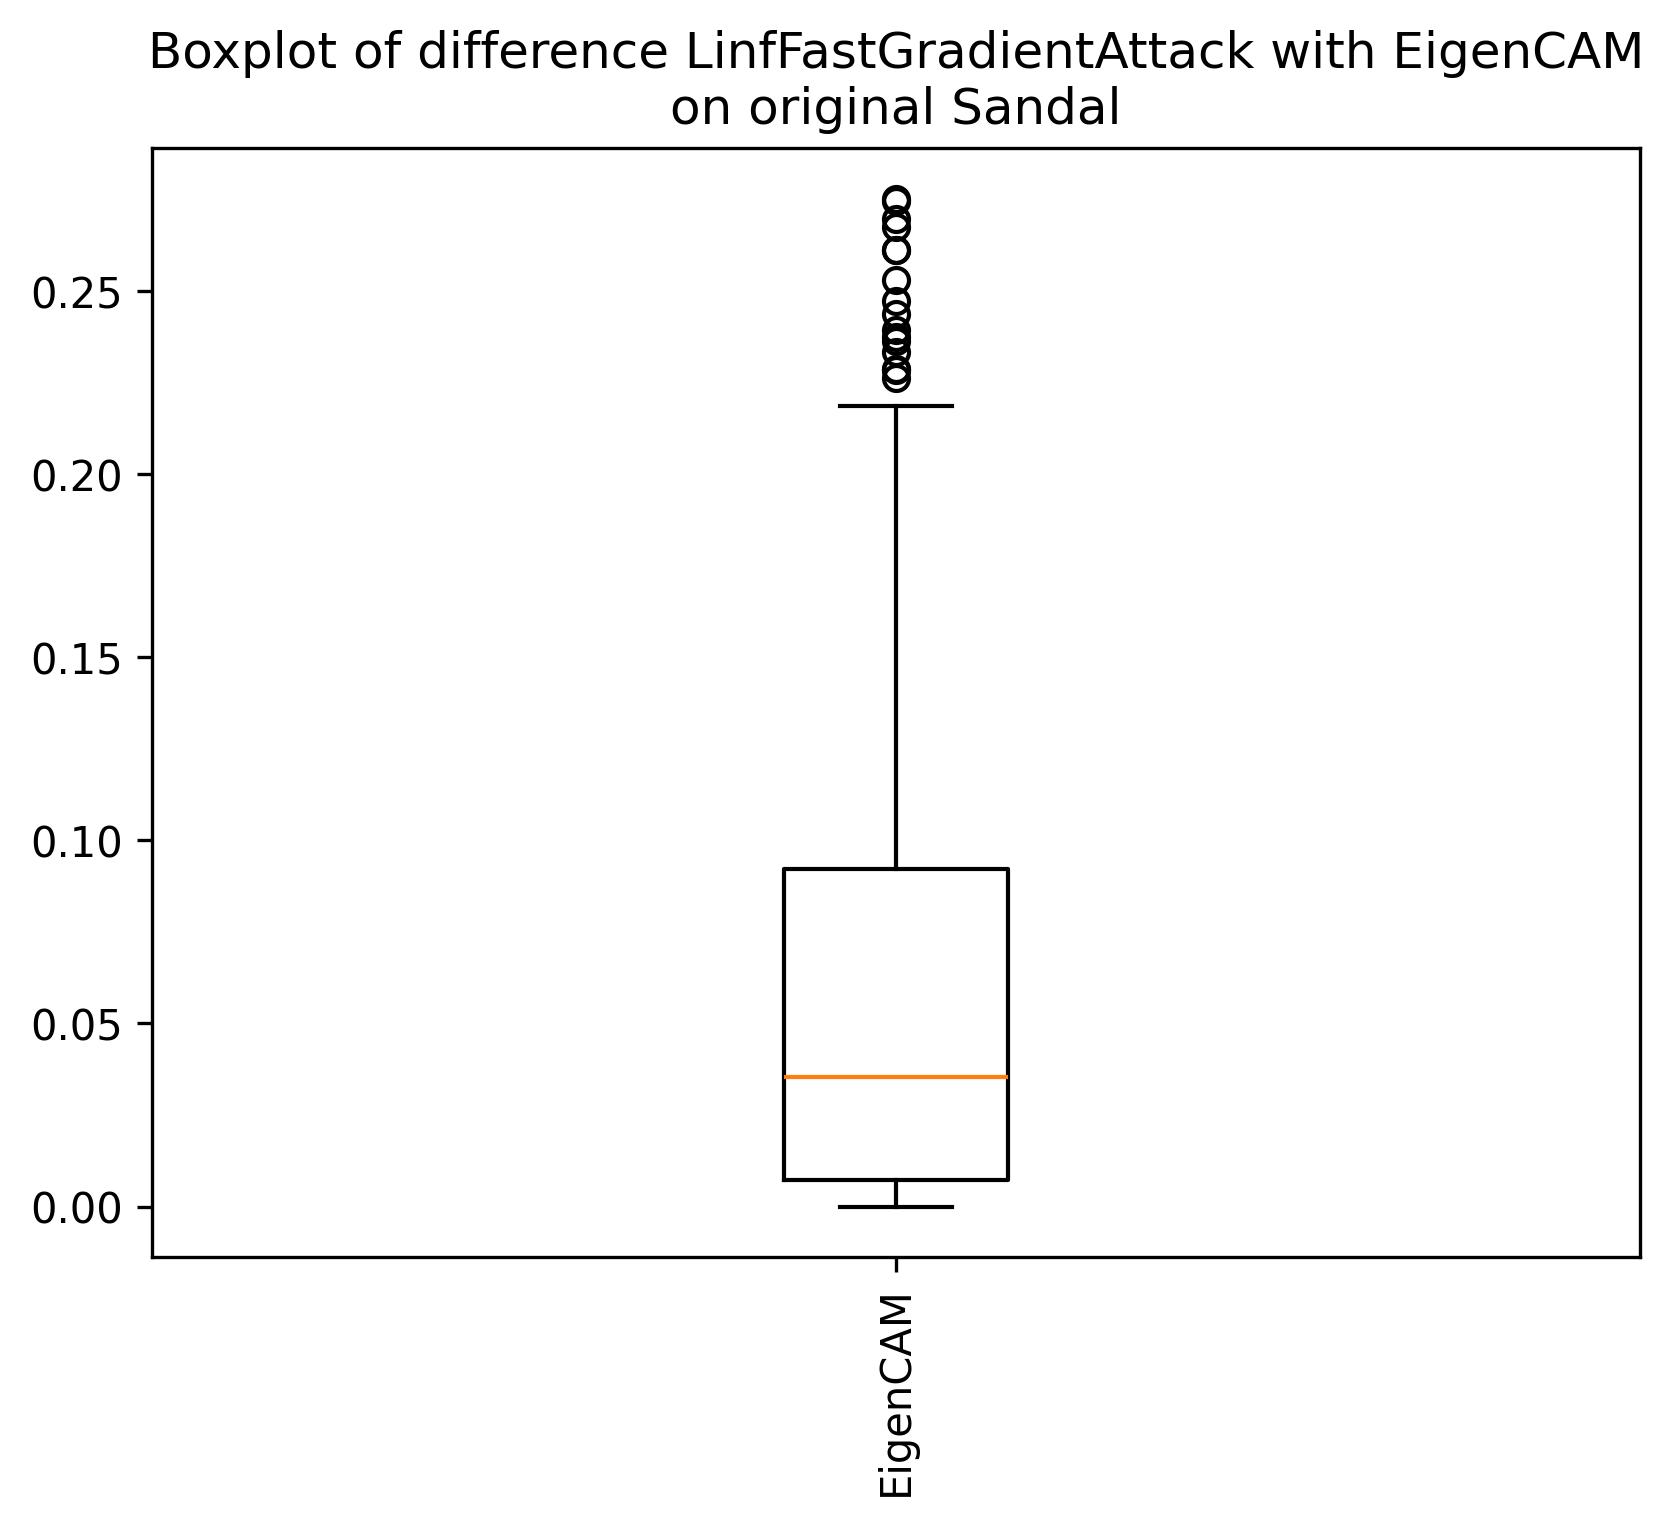 Boxplot of difference LinfFastGradientAttack with EigenCAM
on original Sandal
0.25
0.20
0.15
0.10
0.05
0.00
EigenCAM